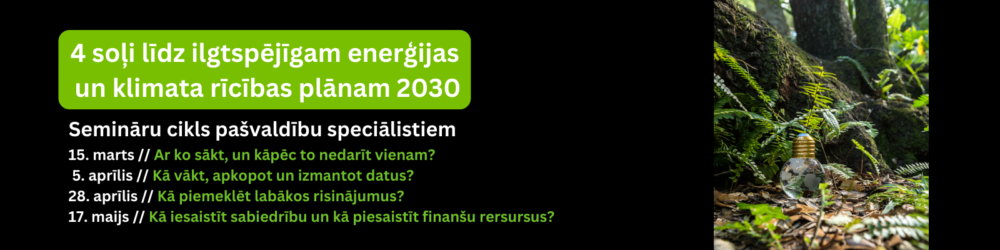 4 soļi līdz ilgtspējīgam enerģijas
un klimata rīcības plānam 2030
Semināru cikls pašvaldību speciālistiem
15. marts // Ar ko sākt, un kāpēc to nedarīt vienam?
5. aprīlis // Kā vākt, apkopot un izmantot datus?
28. aprīlis // Kā piemeklēt labākos risinājumus?
17. maijs // Kā iesaistīt sabiedrību un kā piesaistīt finanšu rersursus?